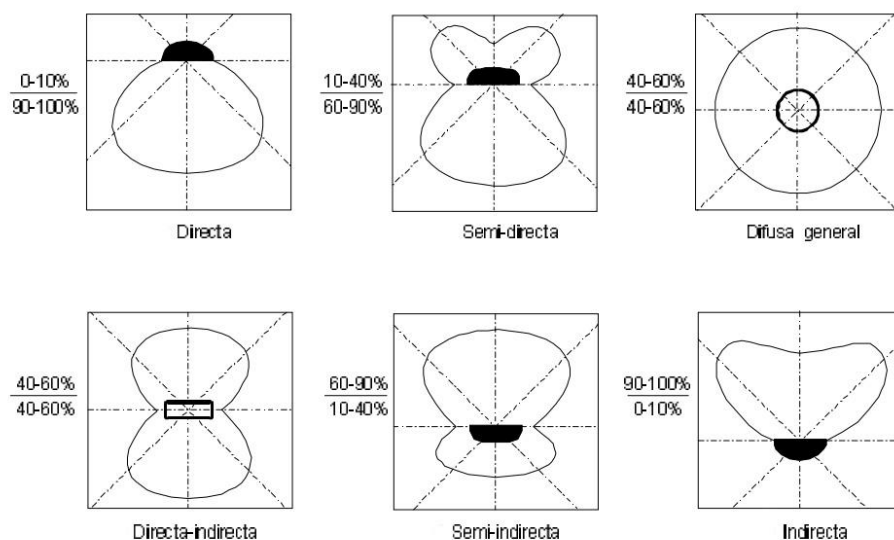 0-10%
90-100%
Directa
10-40%
60-90%
Semi-directa
40-60%
40-60%
Difusa general
40-60%
40-60%
Directa-indirecta
60-90%
10-40%
Semi-indirecta
90-100%
0-10%
Indirecta